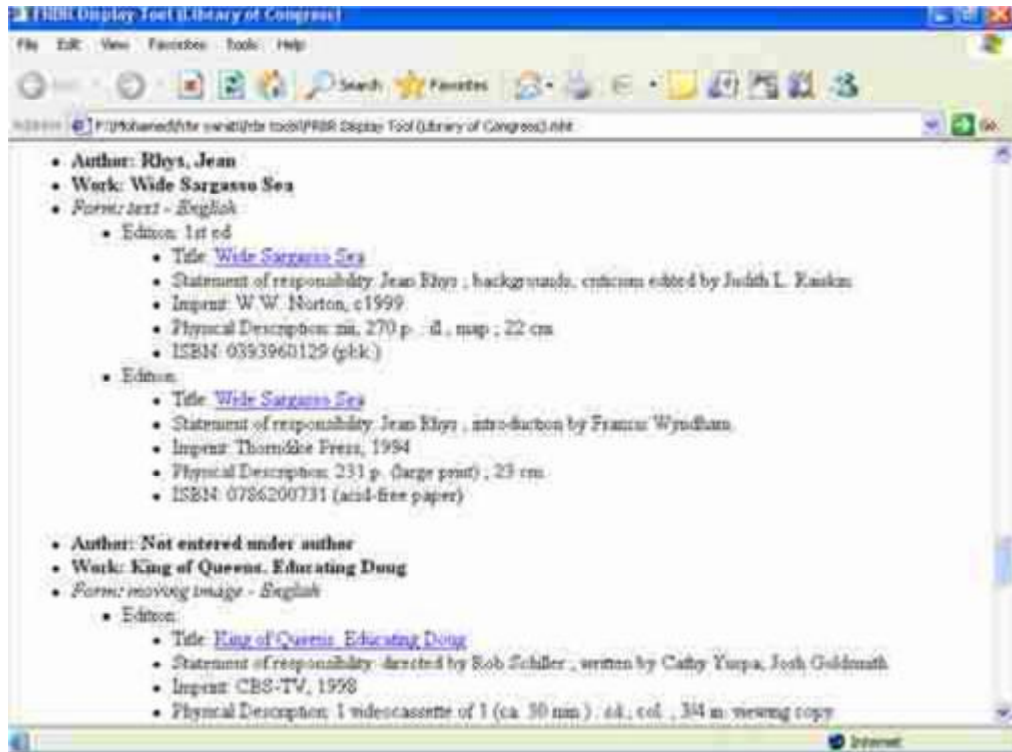 FRBR Display Tool (Library of Congress)
File Edit View Favorites Tools Help
Search Favorites
Go
Author: Rhys, Jean
Work: Wide Sargasso Sea
Form: text - English
Edition: 1st ed
Title: Wide Sargasso Sea
Statement of responsibility: Jean Rhys ; backgrounds, criticism edited by Judith L. Raiskin
Imprint: W.W. Norton, c1999
Physical Description: xiii, 270 p. : ill., map ; 22 cm
ISBN: 0393960129 (pbk.)
Edition:
Title: Wide Sargasso Sea
Statement of responsibility: Jean Rhys ; introduction by Francis Wyndham.
Imprint: Thorndike Press, 1994
Physical Description: 231 p. (large print) ; 23 cm
ISBN: 0786200731 (acid-free paper)
Author: Not entered under author
Work: King of Queens. Educating Doug
Form: moving image - English
Edition:
Title: King of Queens. Educating Doug
Statement of responsibility: directed by Rob Schiller ; written by Cathy Yuspa, Josh Goldsmith
Imprint: CBS-TV, 1998
Physical Description: 1 videocassette of 1 (ca. 30 min.) : sd., col. ; 3/4 in. viewing copy
Internet